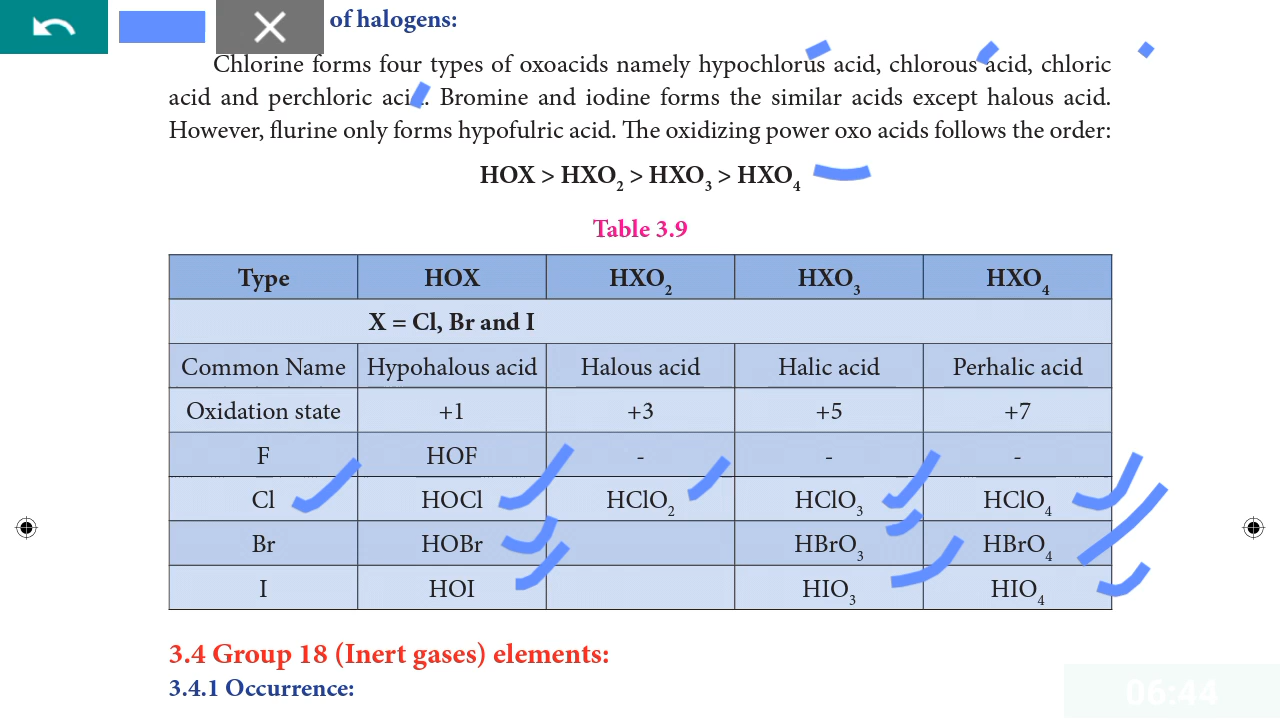 of halogens:
Chlorine forms four types of oxoacids namely hypochlorus acid, chlorous acid, chloric
acid and perchloric acid. Bromine and iodine forms the similar acids except halous acid.
However, flurine only forms hypofulric acid. The oxidizing power oxo acids follows the order:
HOX > HXO₂ > HXO₃ > HXO₄
Table 3.9
Type HOX HXO₂ HXO₃ HXO₄
X = Cl, Br and I
Common Name Hypohalous acid Halous acid Halic acid Perhalic acid
Oxidation state +1 +3 +5 +7
F HOF - - -
Cl HOCl HClO₂ HClO₃ HClO₄
Br HOBr HBrO₃ HBrO₄
I HOI HIO₃ HIO₄
3.4 Group 18 (Inert gases) elements:
3.4.1 Occurrence:
06:44